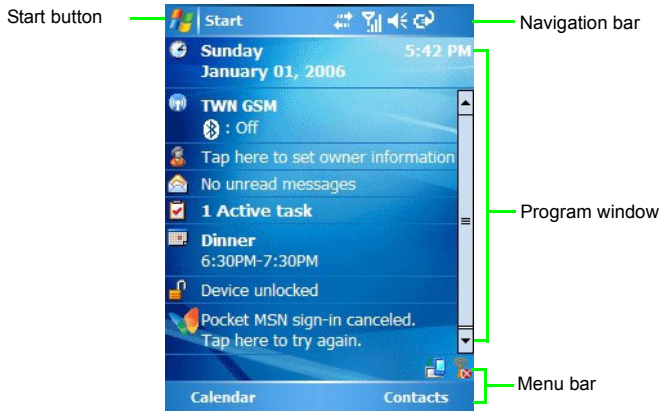 Start button
Start
Navigation bar
Sunday 5:42 PM
January 01, 2006
TWN GSM
: Off
Tap here to set owner information
No unread messages
1 Active task
Program window
Dinner
6:30PM-7:30PM
Device unlocked
Pocket MSN sign-in canceled.
Tap here to try again.
Menu bar
Calendar Contacts